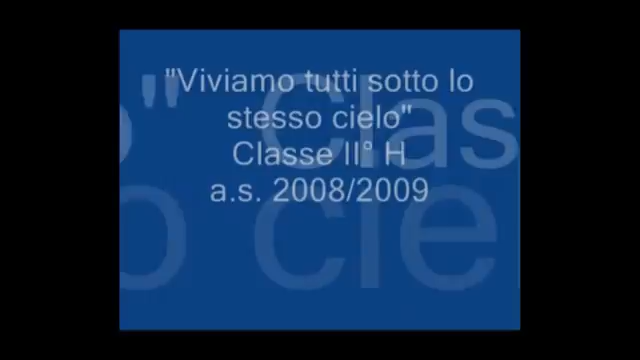 "Viviamo tutti sotto lo
stesso cielo"
Classe II° H
a.s. 2008/2009